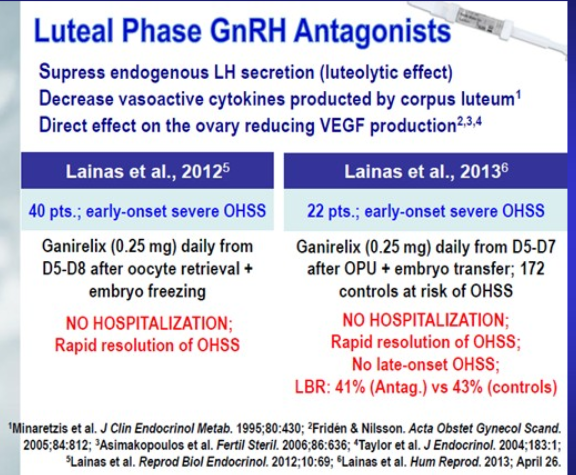 Luteal Phase GnRH Antagonists
Supress endogenous LH secretion (luteolytic effect)
Decrease vasoactive cytokines producted by corpus luteum¹
Direct effect on the ovary reducing VEGF production²,³,⁴
Lainas et al., 2012⁵
40 pts.; early-onset severe OHSS
Ganirelix (0.25 mg) daily from
D5-D8 after oocyte retrieval +
embryo freezing
NO HOSPITALIZATION;
Rapid resolution of OHSS
Lainas et al., 2013⁶
22 pts.; early-onset severe OHSS
Ganirelix (0.25 mg) daily from D5-D7
after OPU + embryo transfer; 172
controls at risk of OHSS
NO HOSPITALIZATION;
Rapid resolution of OHSS;
No late-onset OHSS;
LBR: 41% (Antag.) vs 43% (controls)
¹Minaretzis et al. J Clin Endocrinol Metab. 1995;80:430; ²Fridén & Nilsson. Acta Obstet Gynecol Scand.
2005;84:812; ³Asimakopoulos et al. Fertil Steril. 2006;86:636; ⁴Taylor et al. J Endocrinol. 2004;183:1;
⁵Lainas et al. Reprod Biol Endocrinol. 2012;10:69; ⁶Lainas et al. Hum Reprod. 2013; April 26.